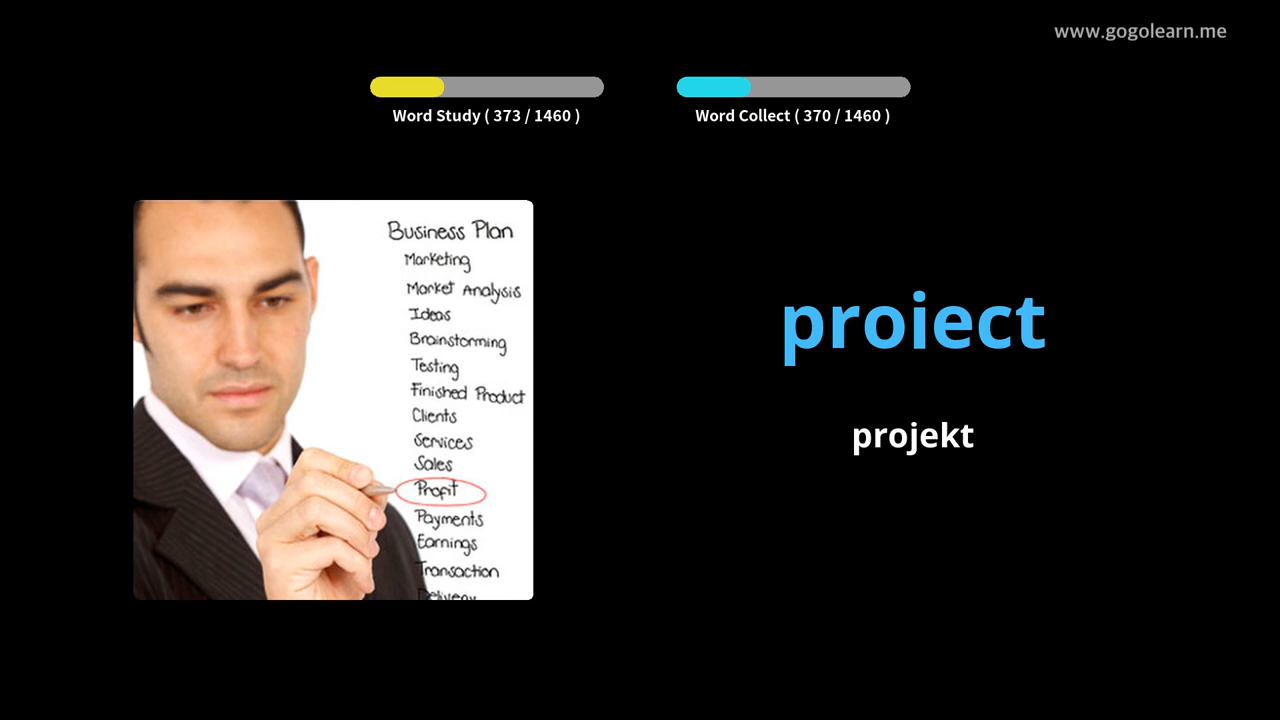 www.gogolearn.me
Word Study ( 373 / 1460 )
Word Collect ( 370 / 1460 )
Business Plan
Marketing
Market Analysis
Ideas
Brainstorming
Testing
Finished Product
Clients
Services
Sales
Profit
Payments
Earnings
Transaction
Delivery
proiect
projekt